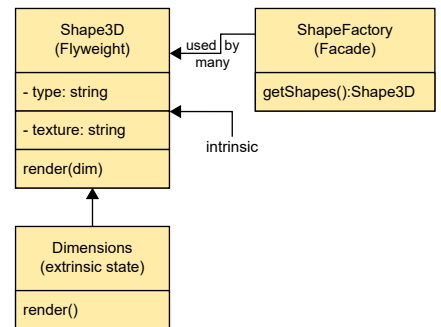 Shape3D
(Flyweight)
- type: string
- texture: string
render(dim)
used by
many
intrinsic
ShapeFactory
(Facade)
getShapes():Shape3D
Dimensions
(extrinsic state)
render()